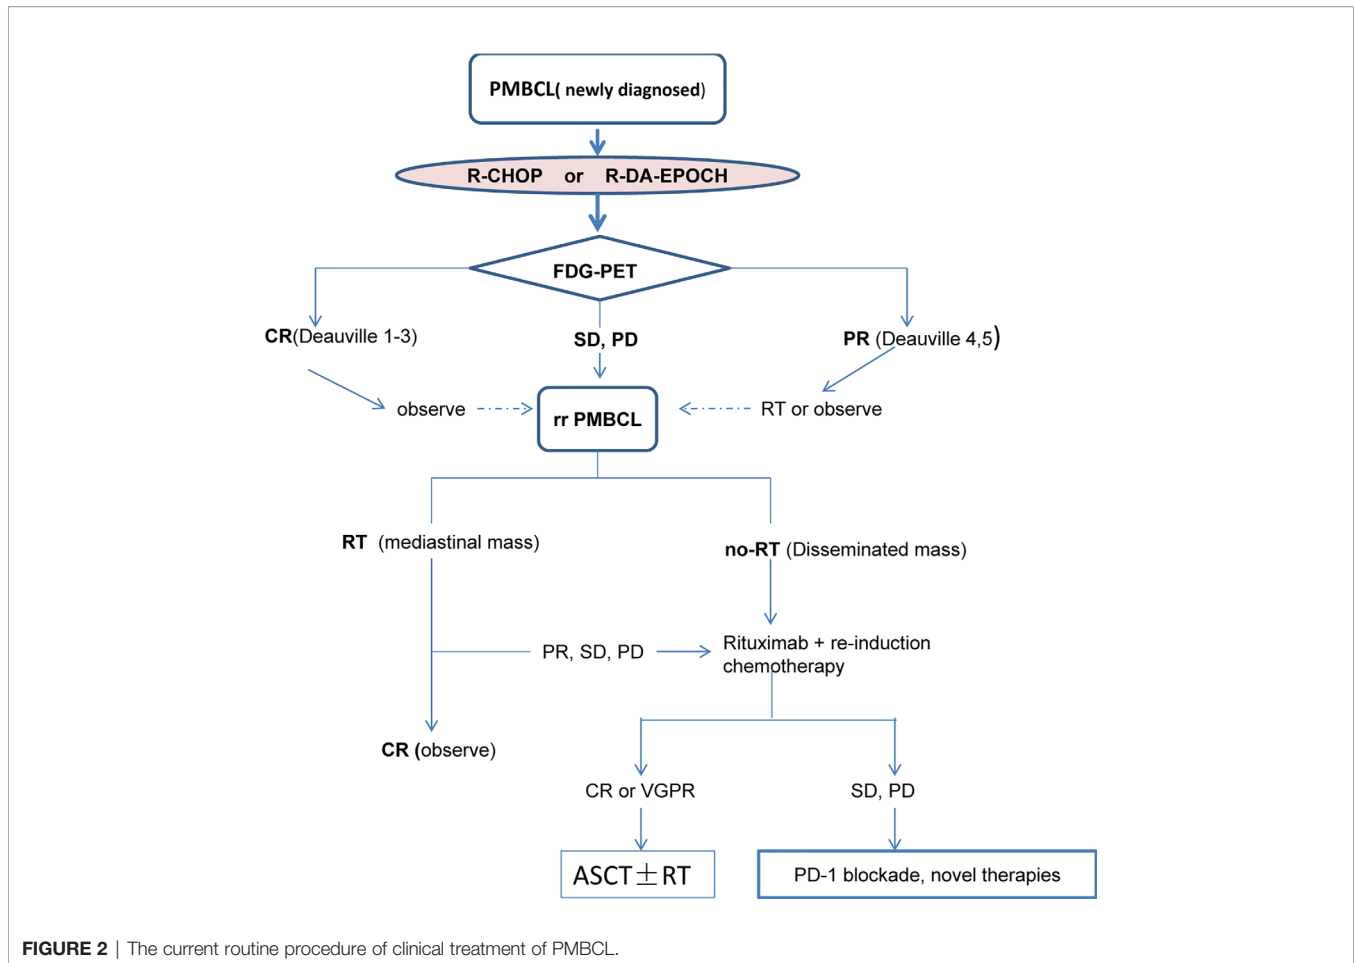 PMBCL( newly diagnosed)
R-CHOP or R-DA-EPOCH
FDG-PET
CR(Deauville 1-3)
SD, PD
PR (Deauville 4,5)
observe
rr PMBCL
RT or observe
RT (mediastinal mass)
no-RT (Disseminated mass)
PR, SD, PD
Rituximab + re-induction
chemotherapy
CR (observe)
CR or VGPR
SD, PD
ASCT±RT
PD-1 blockade, novel therapies
FIGURE 2 | The current routine procedure of clinical treatment of PMBCL.